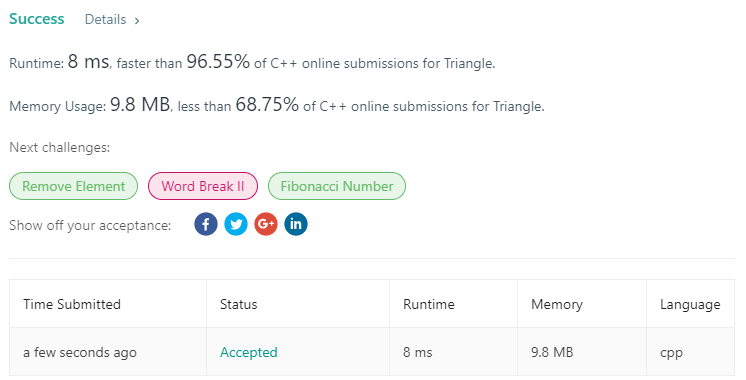 Success Details >
Runtime: 8 ms, faster than 96.55% of C++ online submissions for Triangle.
Memory Usage: 9.8 MB, less than 68.75% of C++ online submissions for Triangle.
Next challenges:
Remove Element Word Break II Fibonacci Number
Show off your acceptance: f G+ in
Time Submitted Status Runtime Memory Language
a few seconds ago Accepted 8 ms 9.8 MB cpp